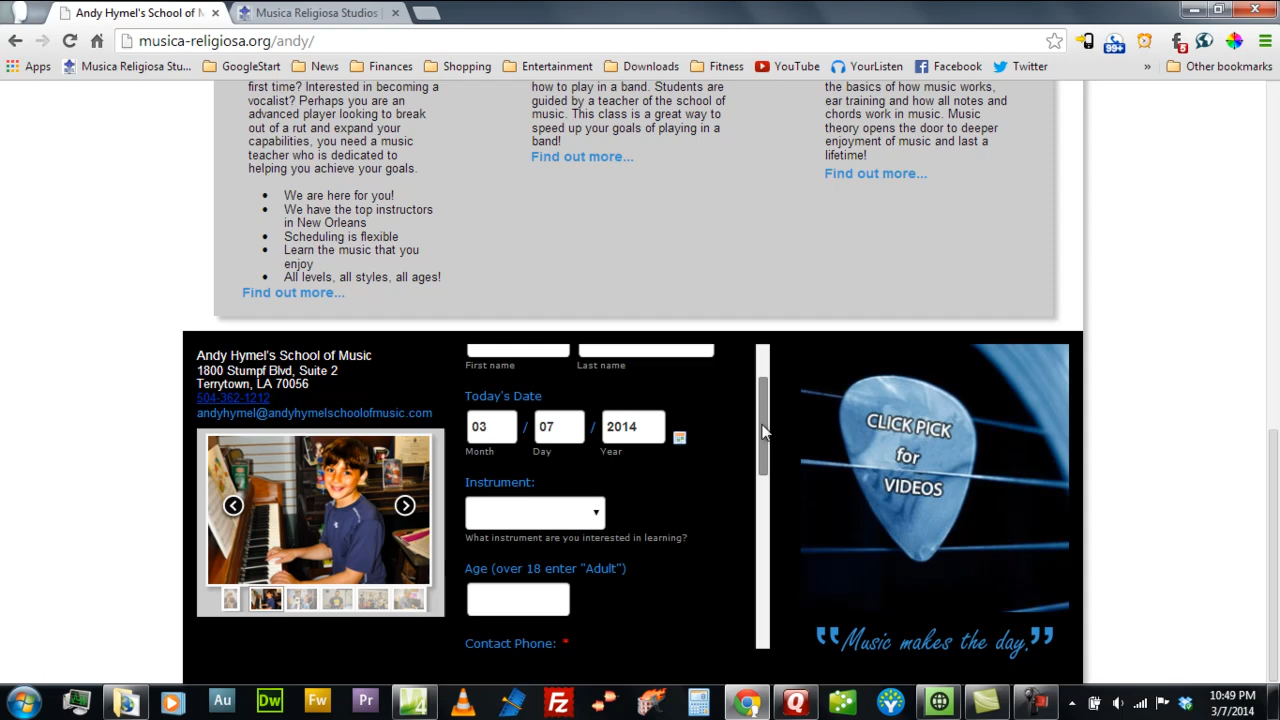 Andy Hymel's School of M
Musica Religiosa Studios |
musica-religiosa.org/andy/
99+
5
Apps
Musica Religiosa Stu...
GoogleStart
News
Finances
Shopping
Entertainment
Downloads
Fitness
YouTube
YourListen
Facebook
Twitter
»
Other bookmarks
first time? Interested in becoming a
vocalist? Perhaps you are an
advanced player looking to break
out of a rut and expand your
capabilities, you need a music
teacher who is dedicated to
helping you achieve your goals.
• We are here for you!
• We have the top instructors
in New Orleans
• Scheduling is flexible
• Learn the music that you
enjoy
• All levels, all styles, all ages!
Find out more...
how to play in a band. Students are
guided by a teacher of the school of
music. This class is a great way to
speed up your goals of playing in a
band!
Find out more...
the basics of how music works,
ear training and how all notes and
chords work in music. Music
theory opens the door to deeper
enjoyment of music and last a
lifetime!
Find out more...
Andy Hymel's School of Music
1800 Stumpf Blvd, Suite 2
Terrytown, LA 70056
504-362-1212
andyhymel@andyhymelschoolofmusic.com
First name
Last name
Today's Date
03 / 07 / 2014
Month
Day
Year
Instrument:
What instrument are you interested in learning?
Age (over 18 enter "Adult")
Contact Phone: *
CLICK PICK
for
VIDEOS
"Music makes the day."
Au
Dw
Fw
Pr
Fz
10:49 PM
3/7/2014